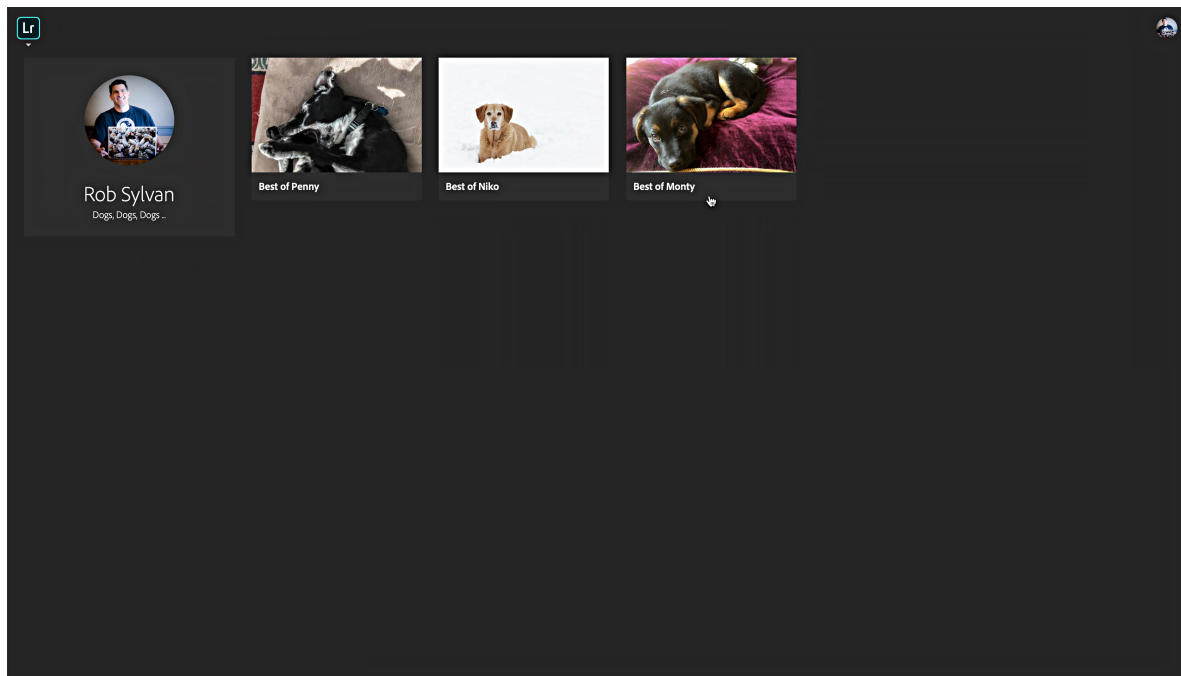 Lr
Rob Sylvan
Dogs, Dogs, Dogs ...
Best of Penny
Best of Niko
Best of Monty